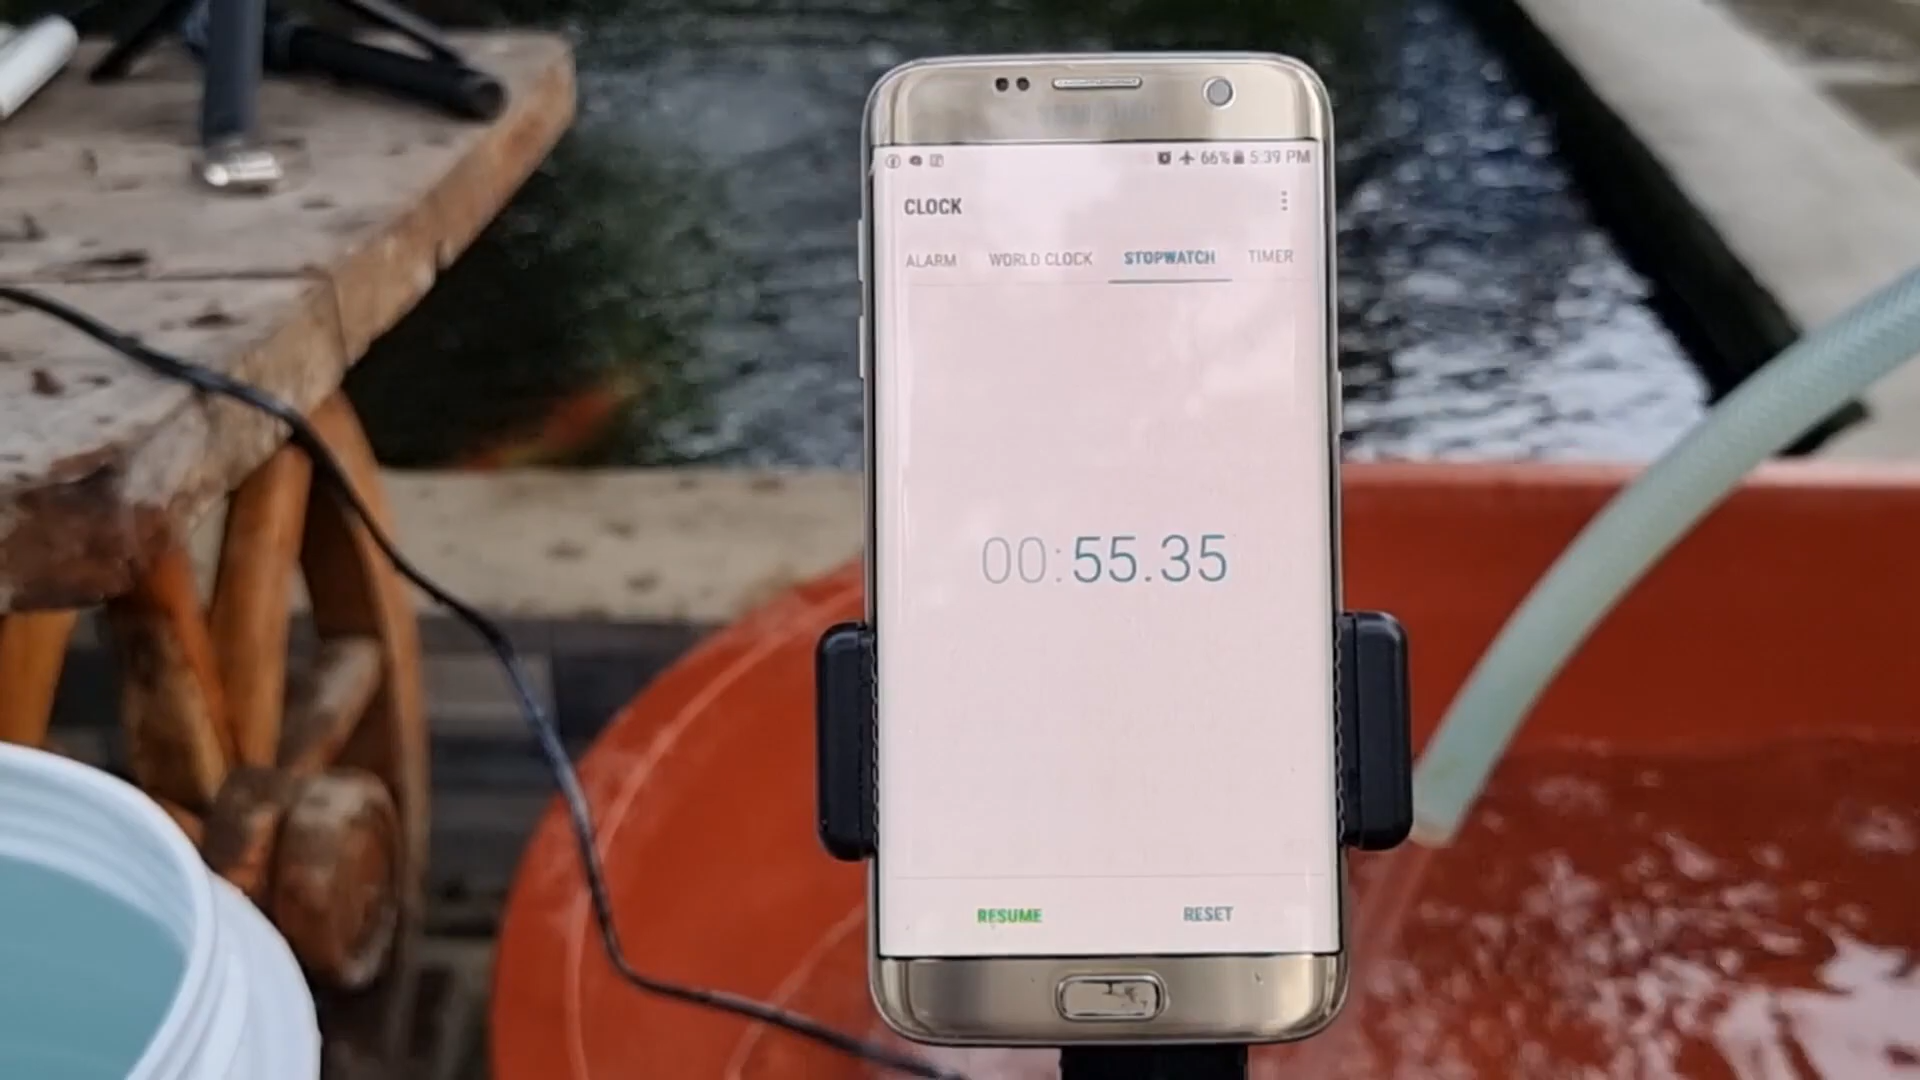 66% 5:39 PM
CLOCK
ALARM WORLD CLOCK STOPWATCH TIMER
00:55.35
RESUME RESET